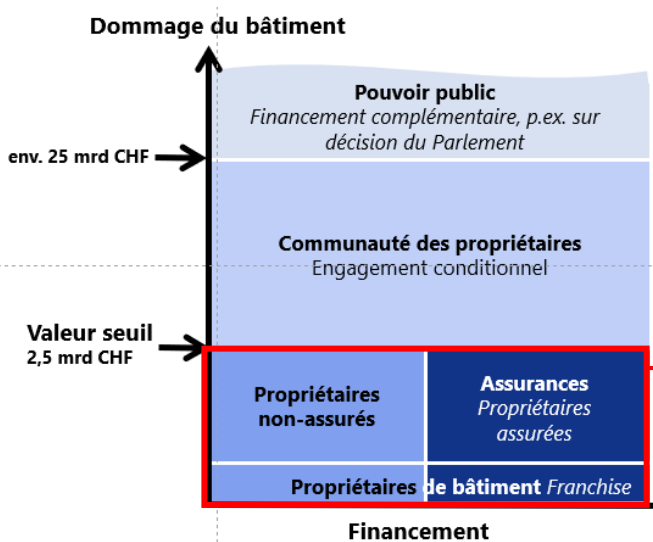 Dommage du bâtiment
Pouvoir public
Financement complémentaire, p.ex. sur
décision du Parlement
env. 25 mrd CHF
Communauté des propriétaires
Engagement conditionnel
Valeur seuil
2,5 mrd CHF
Propriétaires
non-assurés
Assurances
Propriétaires
assurées
Propriétaires de bâtiment Franchise
Financement